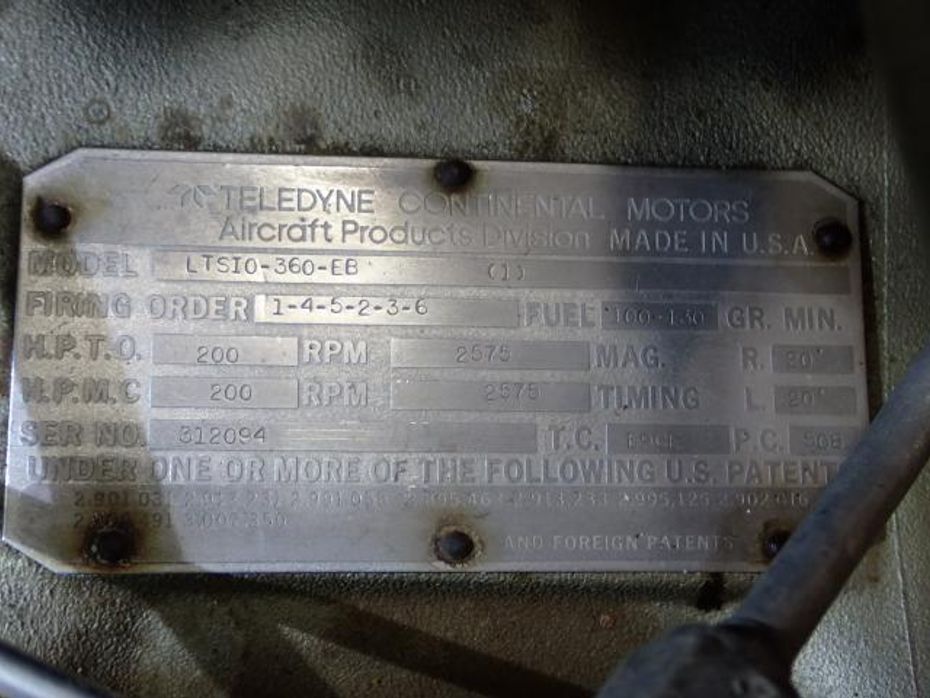 TELEDYNE CONTINENTAL MOTORS
Aircraft Products Division MADE IN U.S.A.
MODEL LTSIO-360-EB (1)
FIRING ORDER 1-4-5-2-3-6 FUEL 100-130 GR. MIN.
H.P.T.O. 200 RPM 2575 MAG. R. 20°
H.P.M.C 200 RPM 2575 TIMING L. 20°
SER NO. 312094 T.C. P.C.
UNDER ONE OR MORE OF THE FOLLOWING U.S. PATENT
AND FOREIGN PATENTS